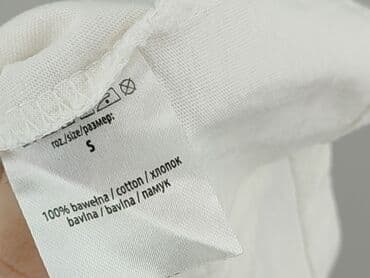 roz./size/размер:
S
100% bawełna / cotton / хлопок
bavlna / bavlna / памук